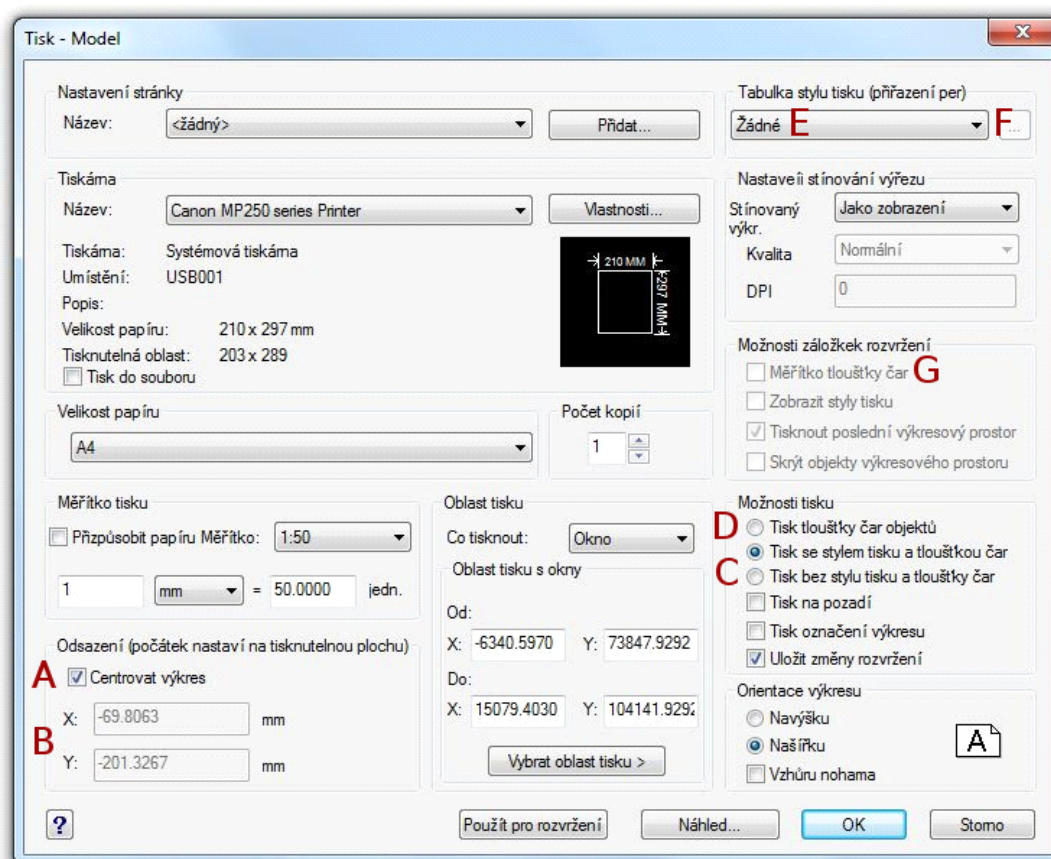 Tisk - Model
X
Nastavení stránky
Název: <žádný> Přidat...
Tabulka stylu tisku (přiřazení per)
Žádné E F ...
Tiskárna
Název: Canon MP250 series Printer Vlastnosti...
Tiskárna: Systémová tiskárna
Umístění: USB001
Popis:
Velikost papíru: 210 x 297 mm
Tisknutelná oblast: 203 x 289
Tisk do souboru
210 MM
297 MM
Nastaveíi stínování výřezu
Stínovaný výkr. Jako zobrazení
Kvalita Normální
DPI 0
Možnosti záložkek rozvržení
Měřítko tloušťky čar G
Zobrazit styly tisku
Tisknout poslední výkresový prostor
Skrýt objekty výkresového prostoru
Velikost papíru
A4
Počet kopií
1
Měřítko tisku
Přizpůsobit papíru Měřítko: 1:50
1 mm = 50.0000 jedn.
Odsazení (počátek nastaví na tisknutelnou plochu)
A Centrovat výkres
B
X: -69.8063 mm
Y: -201.3267 mm
Oblast tisku
Co tisknout: Okno
Oblast tisku s okny
Od:
X: -6340.5970 Y: 73847.9292
Do:
X: 15079.4030 Y: 104141.9292
Vybrat oblast tisku >
Možnosti tisku
D Tisk tloušťky čar objektů
Tisk se stylem tisku a tloušťkou čar
C Tisk bez stylu tisku a tloušťky čar
Tisk na pozadí
Tisk označení výkresu
Uložit změny rozvržení
Orientace výkresu
Navýšku
Našířku
Vzhůru nohama
A
? Použít pro rozvržení Náhled... OK Storno